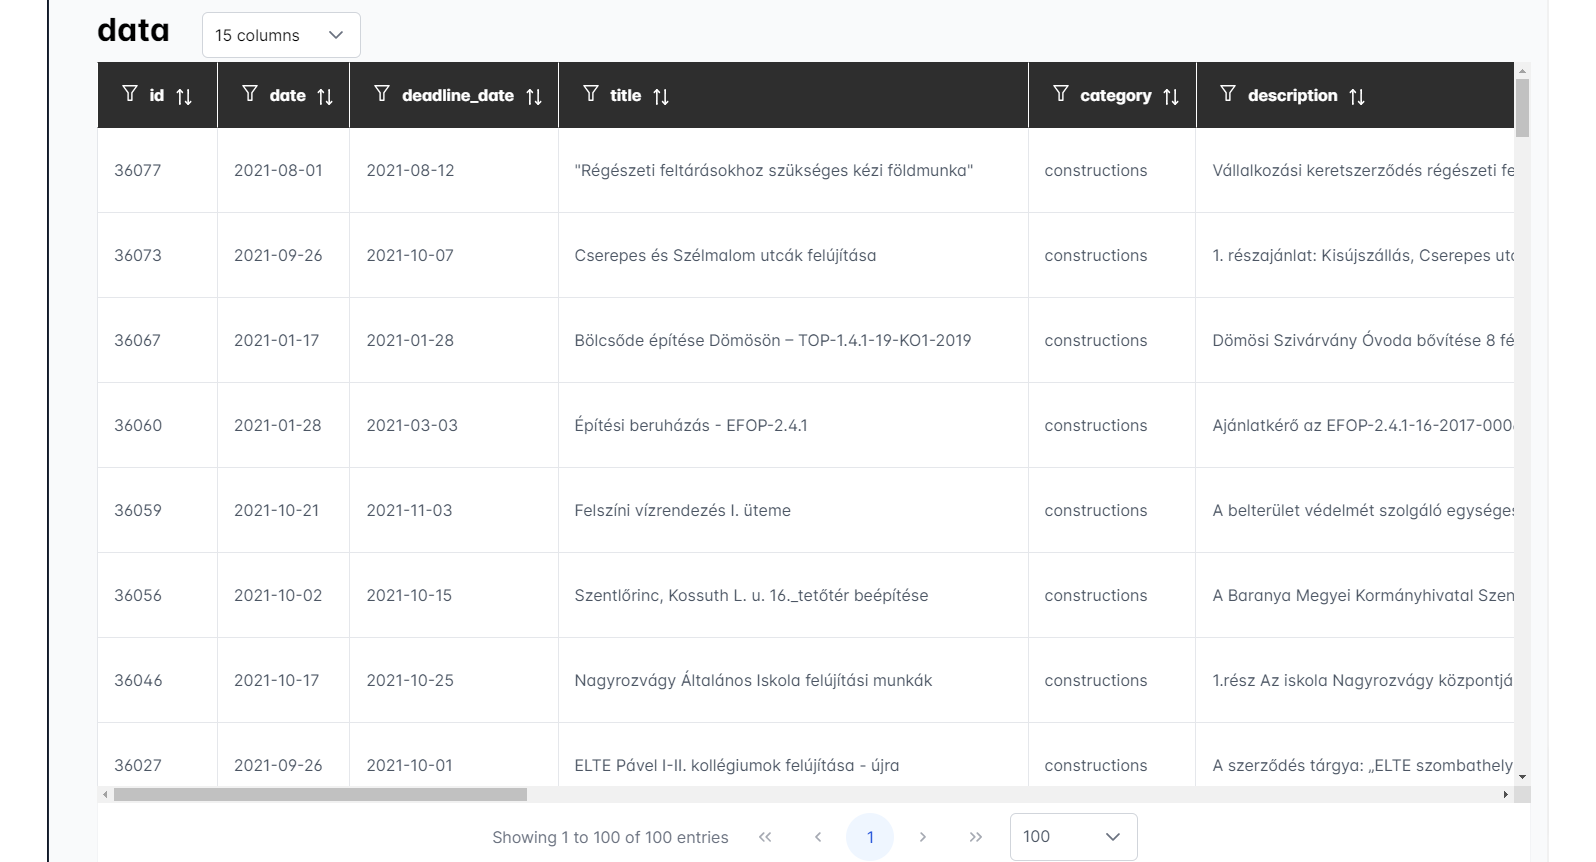 data 15 columns
id date deadline_date title category description
36077 2021-08-01 2021-08-12 "Régészeti feltárásokhoz szükséges kézi földmunka" constructions Vállalkozási keretszerződés régészeti fe
36073 2021-09-26 2021-10-07 Cserepes és Szélmalom utcák felújítása constructions 1. részajánlat: Kisújszállás, Cserepes utc
36067 2021-01-17 2021-01-28 Bölcsőde építése Dömösön – TOP-1.4.1-19-KO1-2019 constructions Dömösi Szivárvány Óvoda bővítése 8 fé
36060 2021-01-28 2021-03-03 Építési beruházás - EFOP-2.4.1 constructions Ajánlatkérő az EFOP-2.4.1-16-2017-000
36059 2021-10-21 2021-11-03 Felszíni vízrendezés I. üteme constructions A belterület védelmét szolgáló egysége
36056 2021-10-02 2021-10-15 Szentlőrinc, Kossuth L. u. 16._tetőtér beépítése constructions A Baranya Megyei Kormányhivatal Szen
36046 2021-10-17 2021-10-25 Nagyrozvágy Általános Iskola felújítási munkák constructions 1.rész Az iskola Nagyrozvágy központjá
36027 2021-09-26 2021-10-01 ELTE Pável I-II. kollégiumok felújítása - újra constructions A szerződés tárgya: „ELTE szombathely
Showing 1 to 100 of 100 entries 1 100